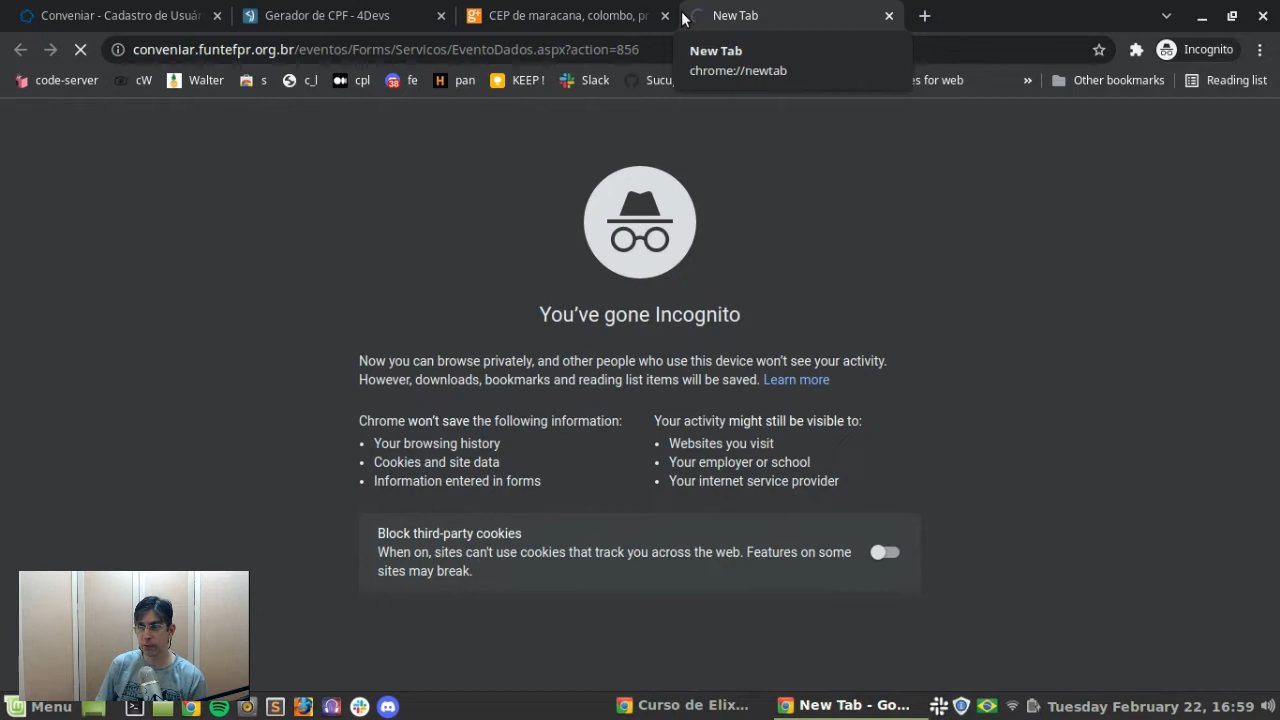 Conveniar - Cadastro de Usuár
Gerador de CPF - 4Devs
CEP de maracana, colombo, pr
New Tab
conveniar.funtefpr.org.br/eventos/Forms/Servicos/EventoDados.aspx?action=856
Incognito
New Tab
chrome://newtab
code-server
cW
Walter
s
c_l
cpl
38
fe
H
pan
KEEP!
Slack
Sucu
es for web
»
Other bookmarks
Reading list
You've gone Incognito
Now you can browse privately, and other people who use this device won't see your activity.
However, downloads, bookmarks and reading list items will be saved. Learn more
Chrome won't save the following information:
• Your browsing history
• Cookies and site data
• Information entered in forms
Your activity might still be visible to:
• Websites you visit
• Your employer or school
• Your internet service provider
Block third-party cookies
When on, sites can't use cookies that track you across the web. Features on some
sites may break.
Menu
S
Curso de Elix...
New Tab - Go...
Tuesday February 22, 16:59